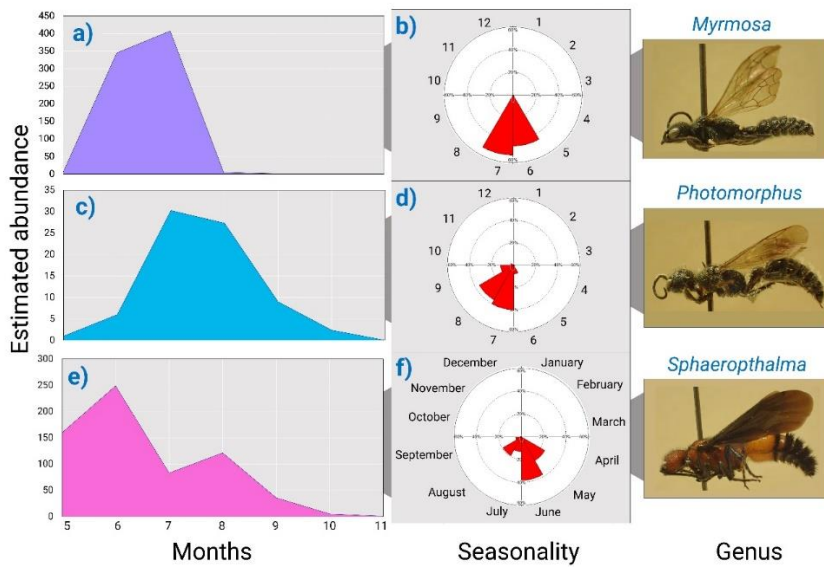 Estimated abundance
a)
450
400
350
300
250
200
150
100
50
0
b)
12
1
2
3
4
5
6
7
8
9
10
11
Myrmosa
c)
35
30
25
20
15
10
5
0
d)
12
1
2
3
4
5
6
7
8
9
10
11
Photomorphus
e)
300
250
200
150
100
50
0
5 6 7 8 9 10 11
f)
December
January
February
March
April
May
June
July
August
September
October
November
Sphaeropthalma
Months
Seasonality
Genus